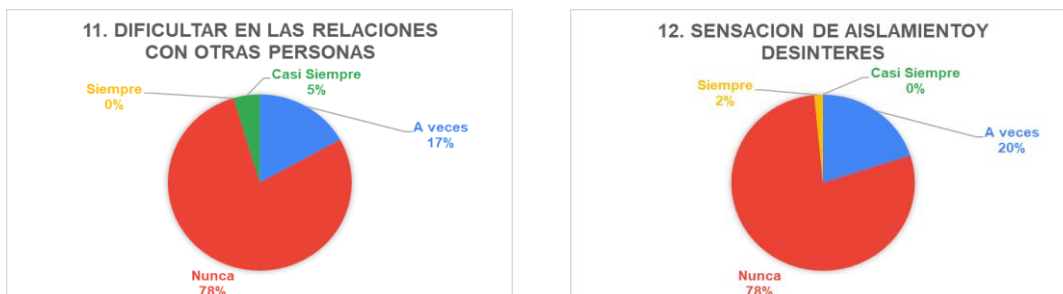 11. DIFICULTAR EN LAS RELACIONES
CON OTRAS PERSONAS
Casi Siempre
5%
Siempre
0%
A veces
17%
Nunca
78%
12. SENSACION DE AISLAMIENTOY
DESINTERES
Casi Siempre
0%
Siempre
2%
A veces
20%
Nunca
78%